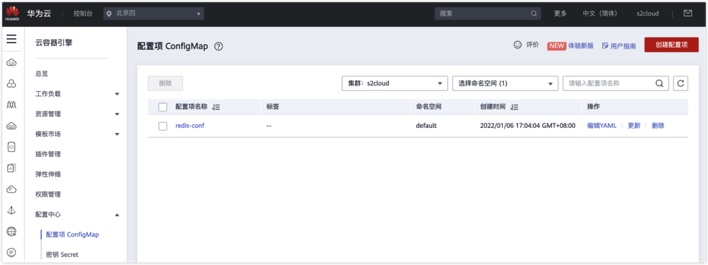 HUAWEI 华为云 控制台 北京四 搜索 更多 中文（简体） s2cloud
云容器引擎
总览
工作负载
资源管理
模板市场
插件管理
弹性伸缩
权限管理
配置中心
配置项 ConfigMap
密钥 Secret
配置项 ConfigMap ? 评价 NEW 体验新版 用户指南 创建配置项
删除 集群：s2cloud 选择命名空间 (1) 请输入配置项名称
配置项名称 标签 命名空间 创建时间 操作
redis-conf -- default 2022/01/06 17:04:04 GMT+08:00 编辑YAML 更新 删除